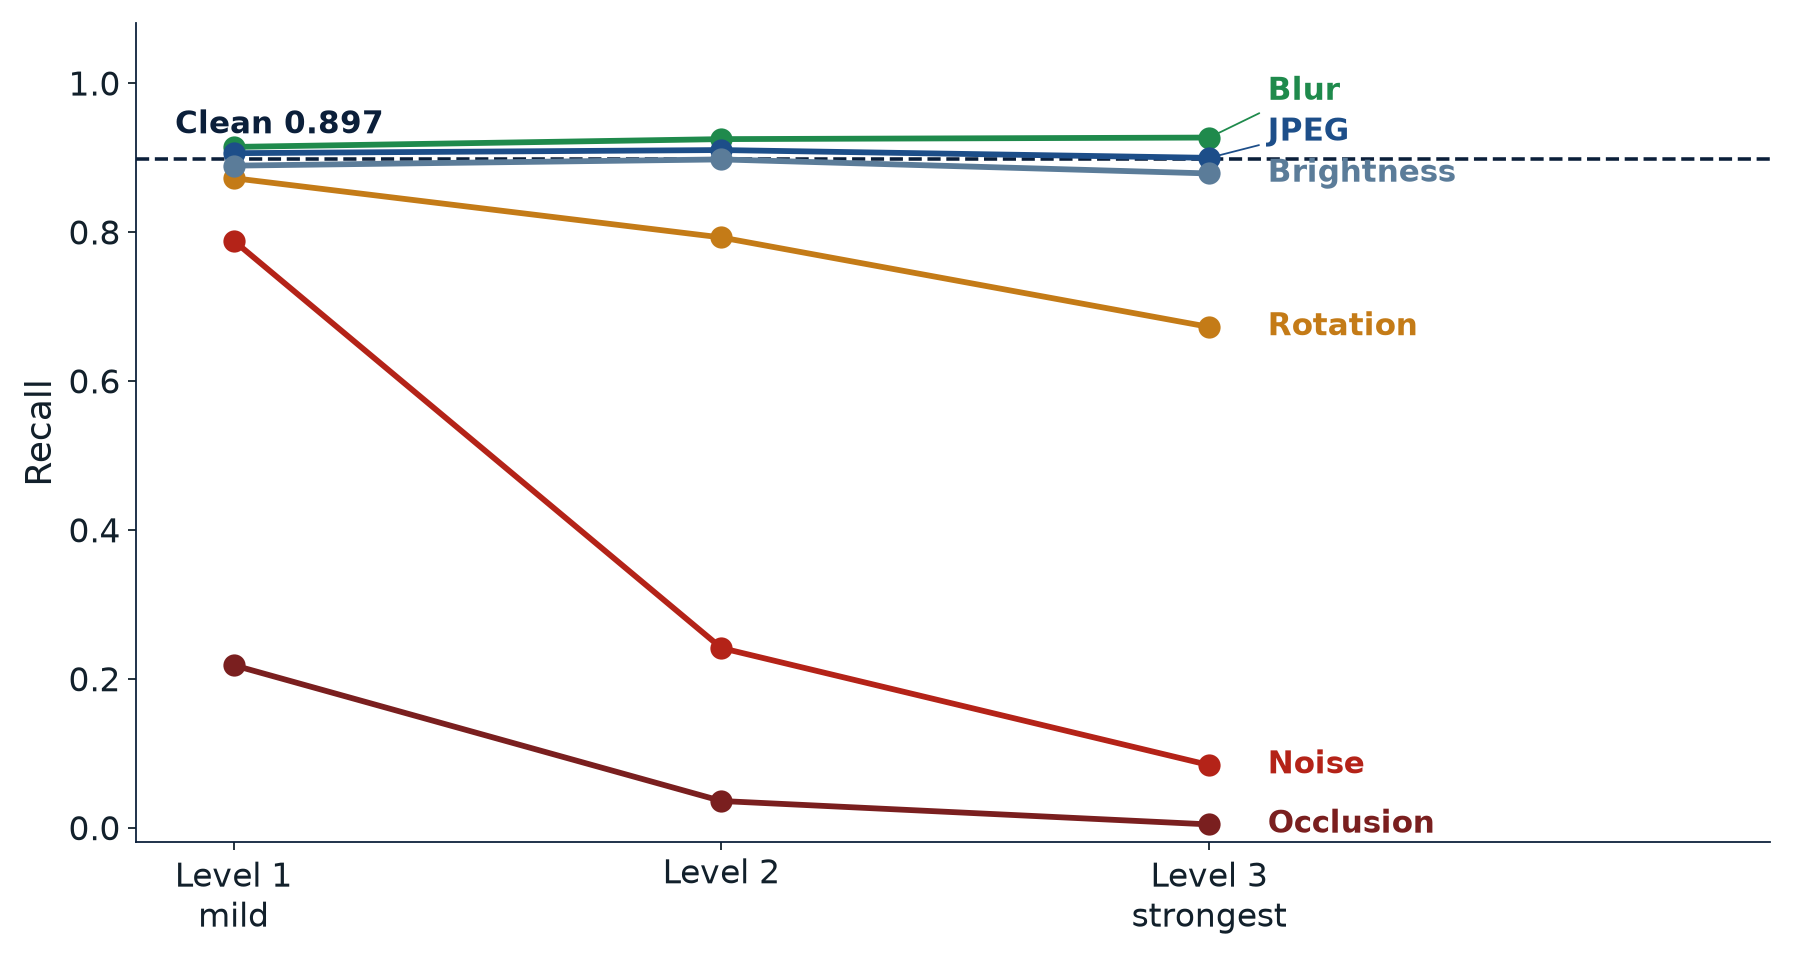 Clean 0.897
Blur
JPEG
Brightness
Rotation
Noise
Occlusion
Recall
1.0
0.8
0.6
0.4
0.2
0.0
Level 1
mild
Level 2
Level 3
strongest